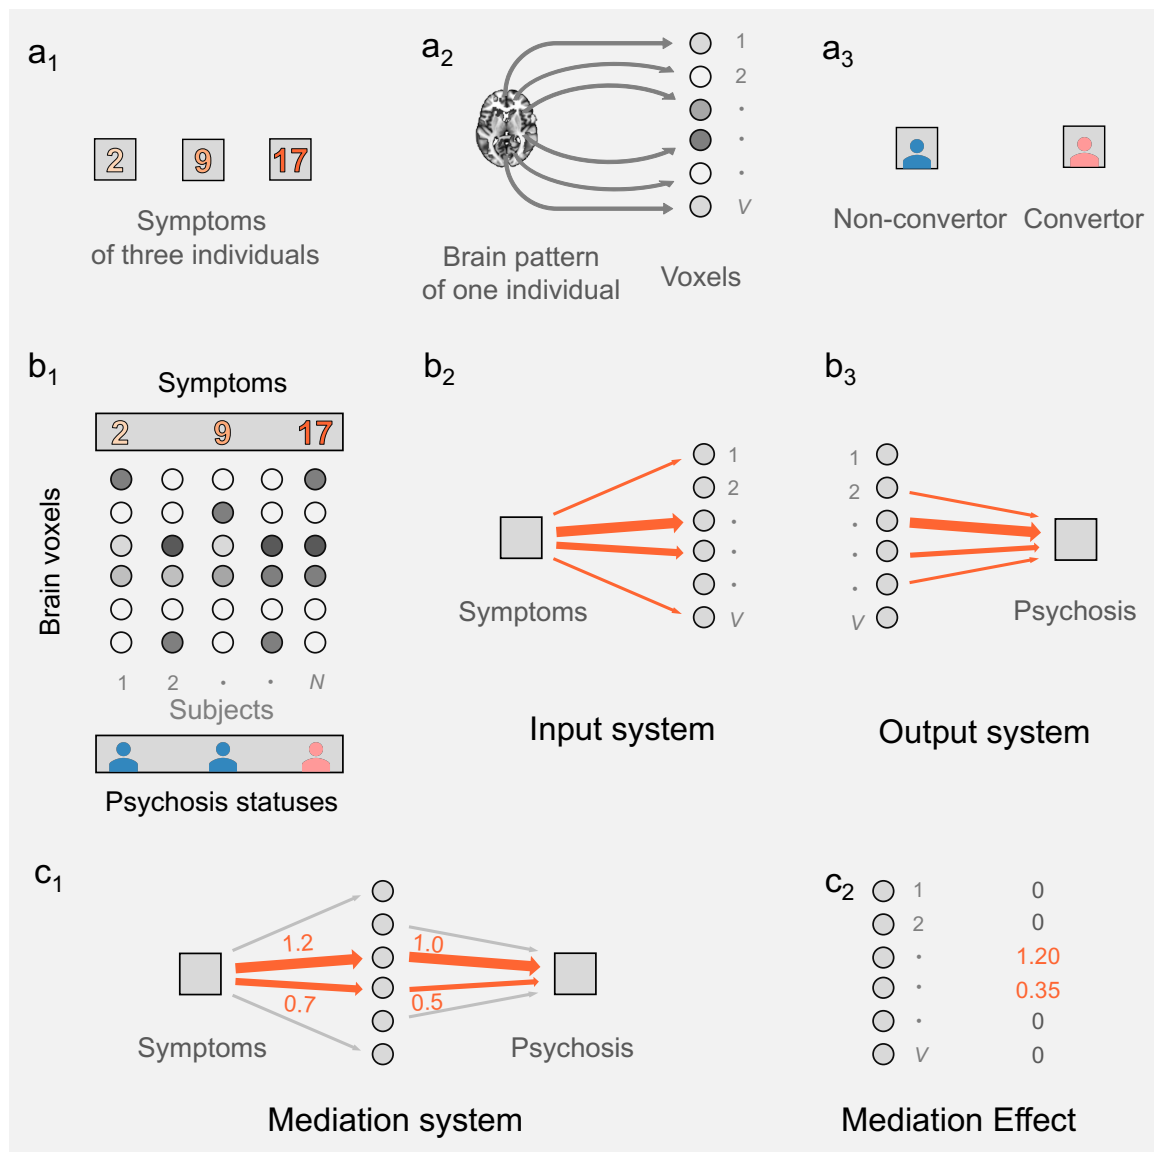 a1
2 9 17
Symptoms
of three individuals
a2
1
2
·
·
·
V
Brain pattern
of one individual
Voxels
a3
Non-convertor Convertor
b1
Symptoms
2 9 17
Brain voxels
1 2 · · N
Subjects
Psychosis statuses
b2
1
2
·
·
·
V
Symptoms
Input system
b3
1
2
·
·
·
V
Psychosis
Output system
c1
1.2 1.0
0.7 0.5
Symptoms Psychosis
Mediation system
c2
1 0
2 0
· 1.20
· 0.35
· 0
V 0
Mediation Effect